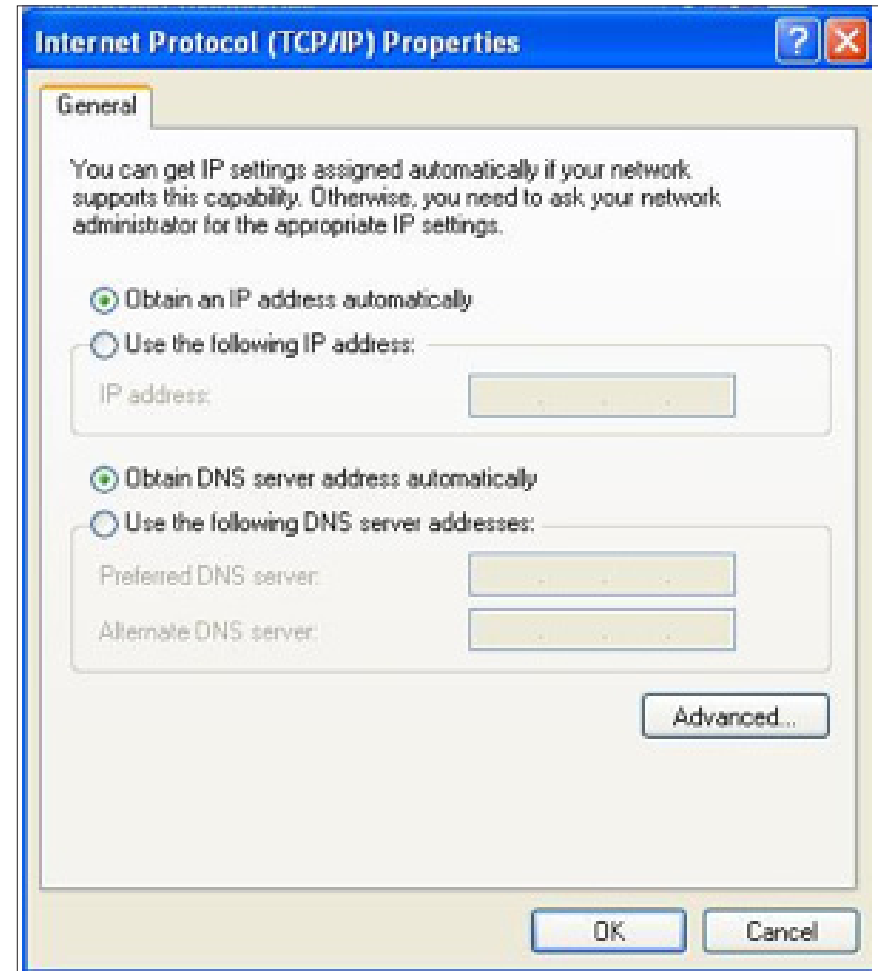 Internet Protocol (TCP/IP) Properties
General
You can get IP settings assigned automatically if your network
supports this capability. Otherwise, you need to ask your network
administrator for the appropriate IP settings.
Obtain an IP address automatically
Use the following IP address:
IP address:
Obtain DNS server address automatically
Use the following DNS server addresses:
Preferred DNS server:
Alternate DNS server:
Advanced...
OK
Cancel